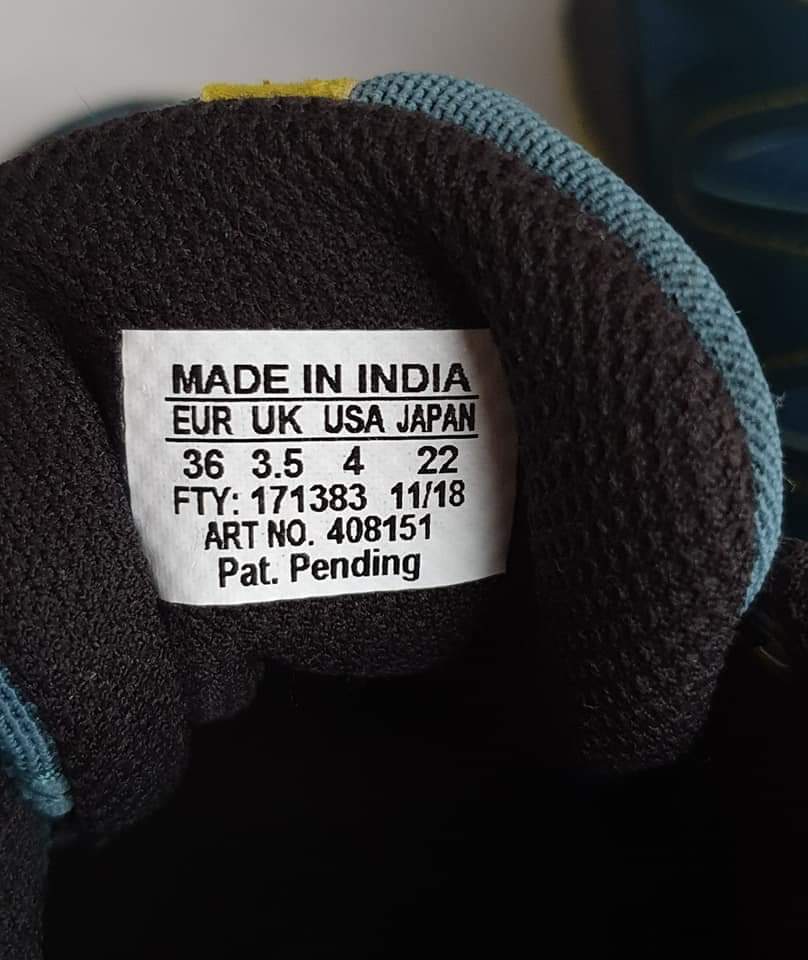 MADE IN INDIA
EUR UK USA JAPAN
36 3.5 4 22
FTY: 171383 11/18
ART NO. 408151
Pat. Pending